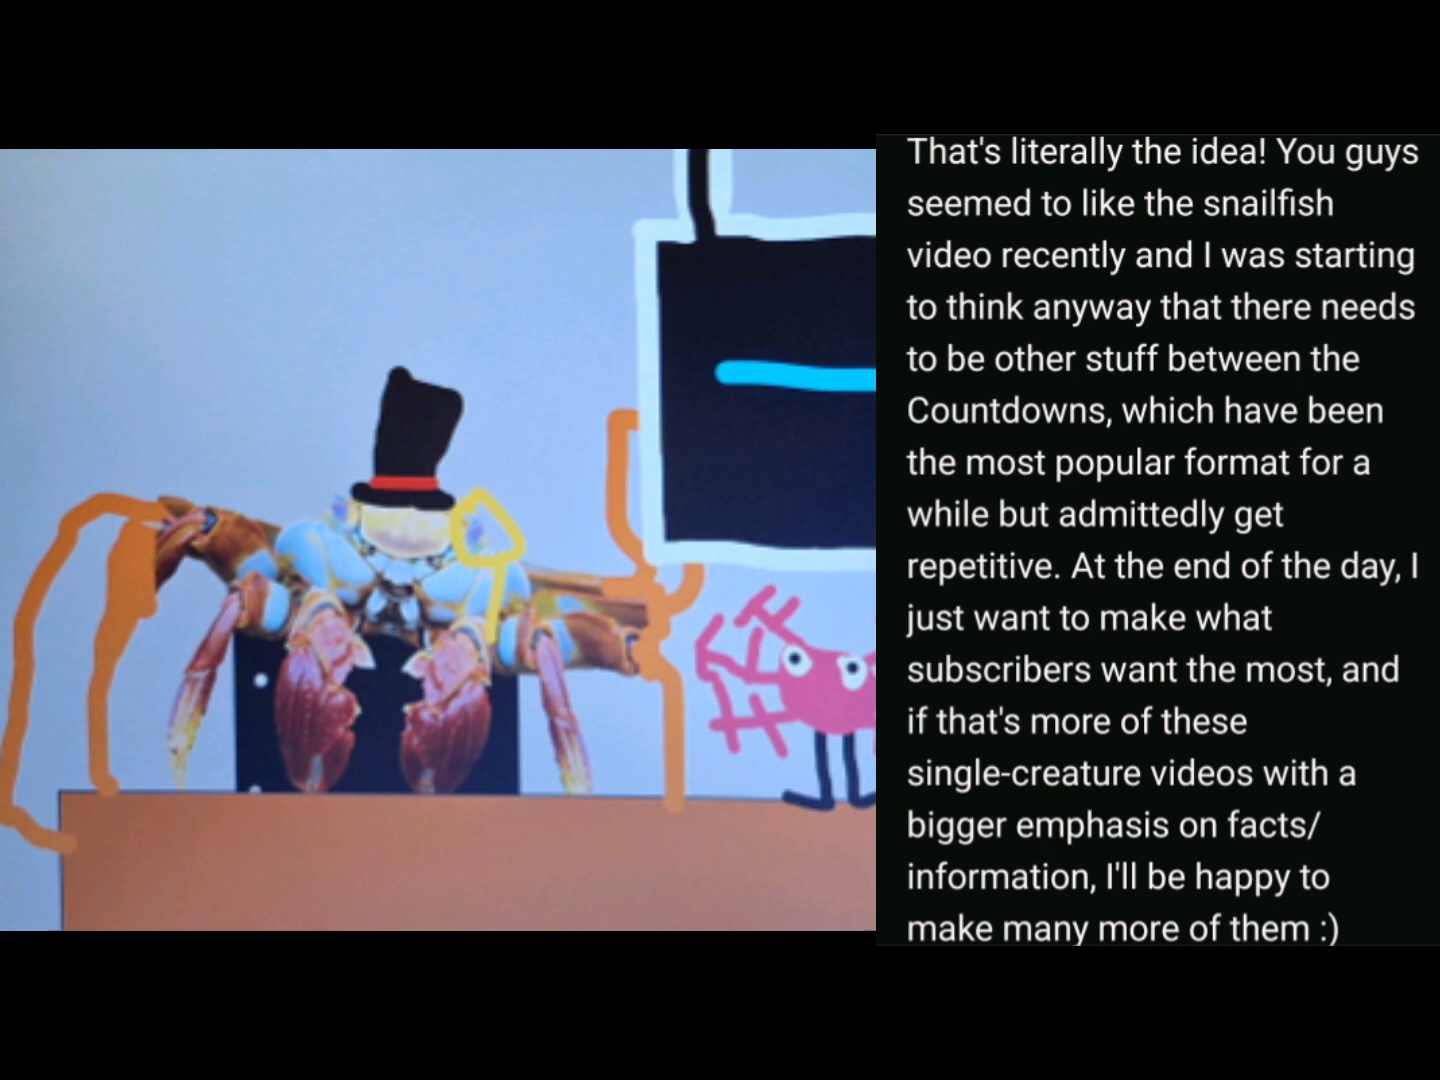 That's literally the idea! You guys
seemed to like the snailfish
video recently and I was starting
to think anyway that there needs
to be other stuff between the
Countdowns, which have been
the most popular format for a
while but admittedly get
repetitive. At the end of the day, I
just want to make what
subscribers want the most, and
if that's more of these
single-creature videos with a
bigger emphasis on facts/
information, I'll be happy to
make many more of them :)